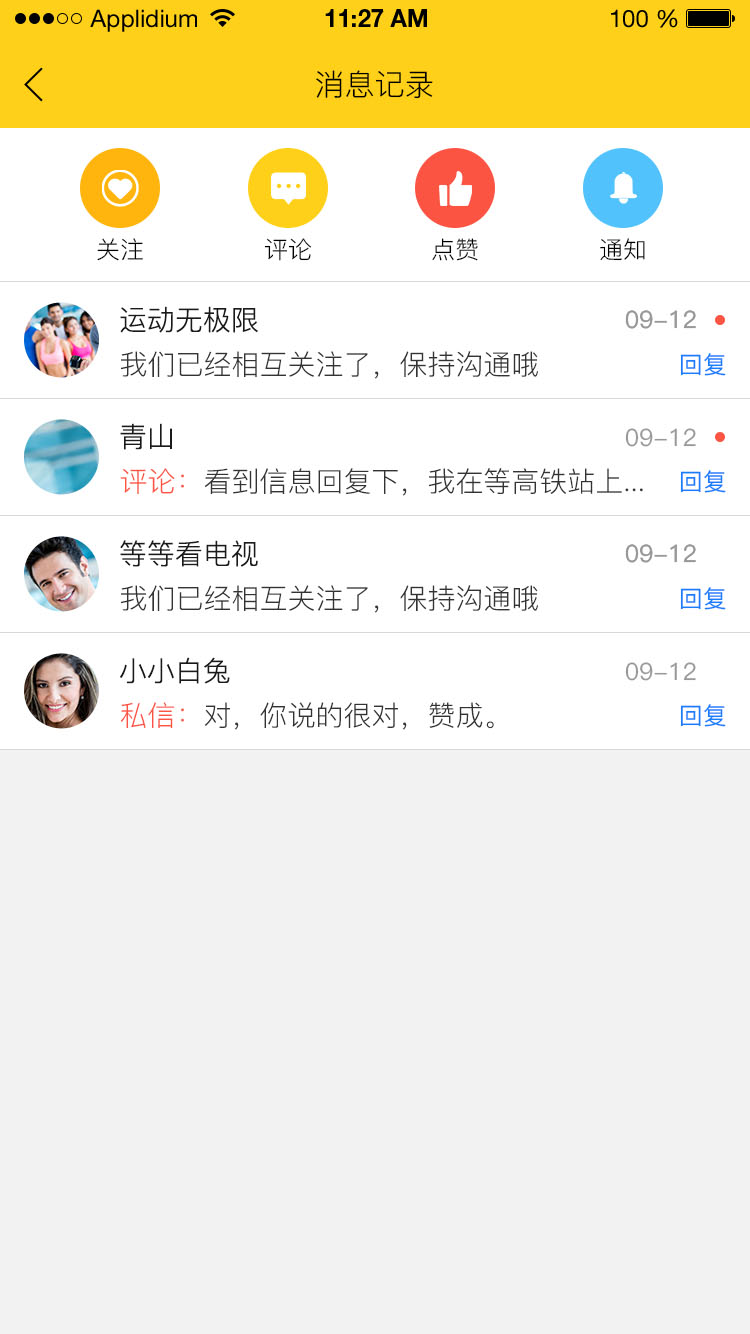 Applidium 11:27 AM 100 %
消息记录
关注 评论 点赞 通知
运动无极限 09-12
我们已经相互关注了，保持沟通哦 回复
青山 09-12
评论：看到信息回复下，我在等高铁站上... 回复
等等看电视 09-12
我们已经相互关注了，保持沟通哦 回复
小小白兔 09-12
私信：对，你说的很对，赞成。 回复